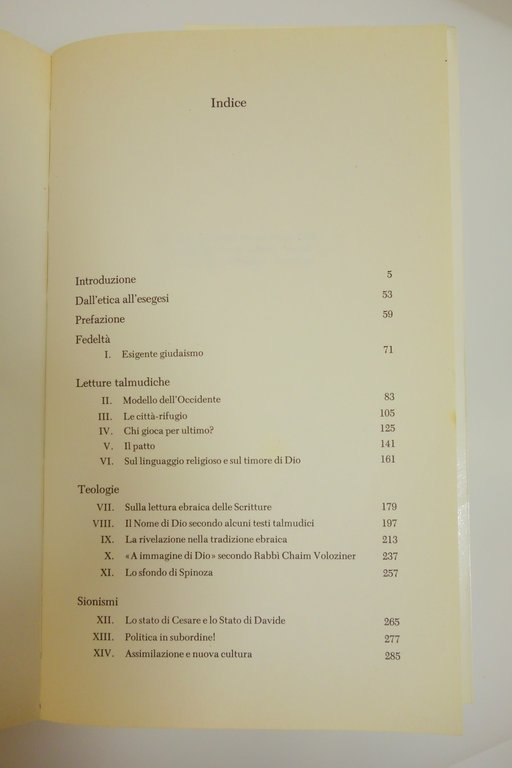 Indice
Introduzione 5
Dall'etica all'esegesi 53
Prefazione 59
Fedeltà
I. Esigente giudaismo 71
Letture talmudiche
II. Modello dell'Occidente 83
III. Le città-rifugio 105
IV. Chi gioca per ultimo? 125
V. Il patto 141
VI. Sul linguaggio religioso e sul timore di Dio 161
Teologie
VII. Sulla lettura ebraica delle Scritture 179
VIII. Il Nome di Dio secondo alcuni testi talmudici 197
IX. La rivelazione nella tradizione ebraica 213
X. «A immagine di Dio» secondo Rabbì Chaim Voloziner 237
XI. Lo sfondo di Spinoza 257
Sionismi
XII. Lo stato di Cesare e lo Stato di Davide 265
XIII. Politica in subordine! 277
XIV. Assimilazione e nuova cultura 285